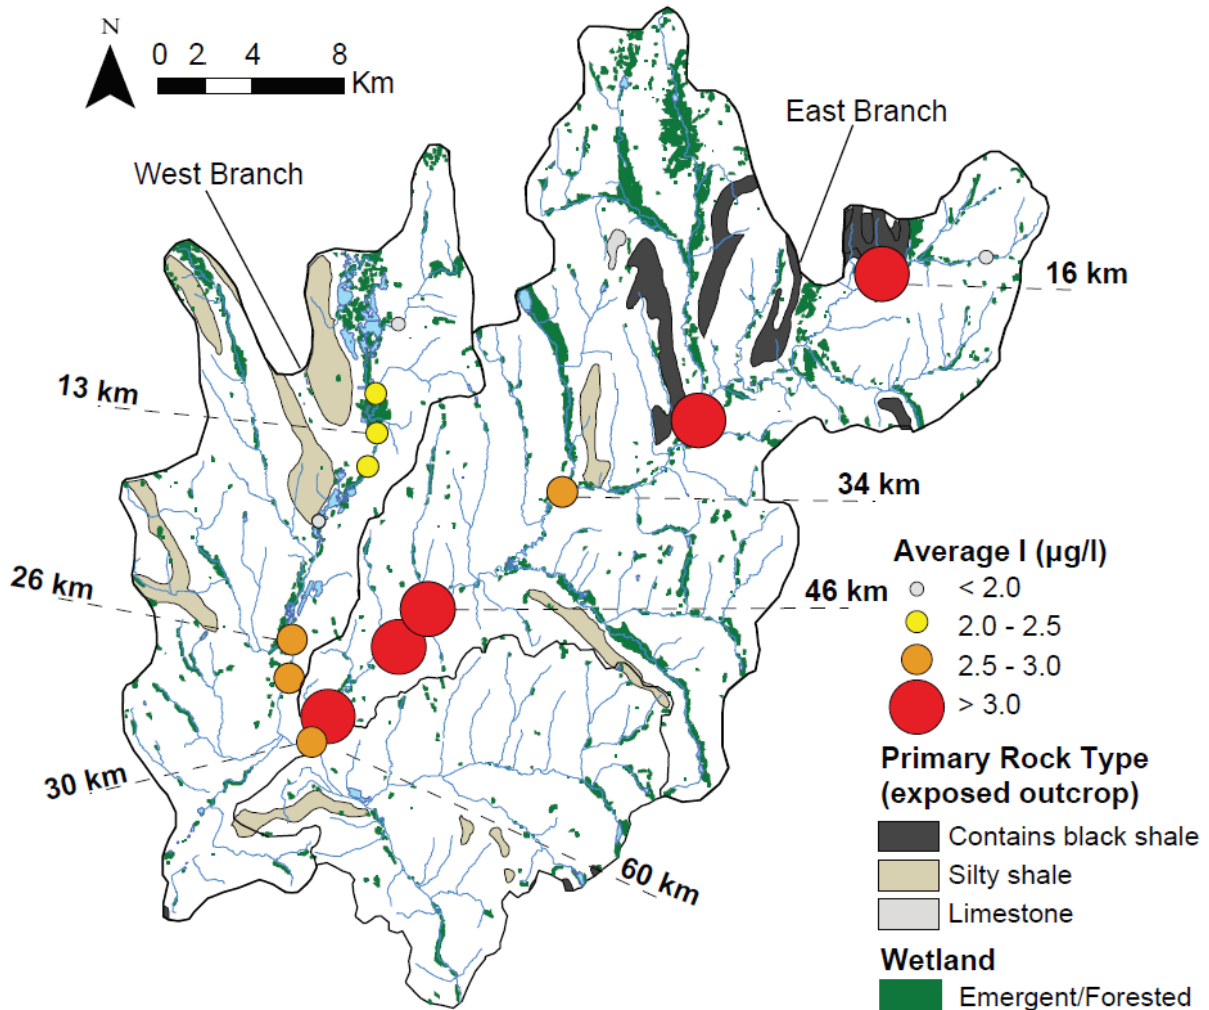 N
0 2 4 8
Km
East Branch
West Branch
16 km
13 km
34 km
26 km
46 km
30 km
60 km
Average I (µg/l)
< 2.0
2.0 - 2.5
2.5 - 3.0
> 3.0
Primary Rock Type
(exposed outcrop)
Contains black shale
Silty shale
Limestone
Wetland
Emergent/Forested